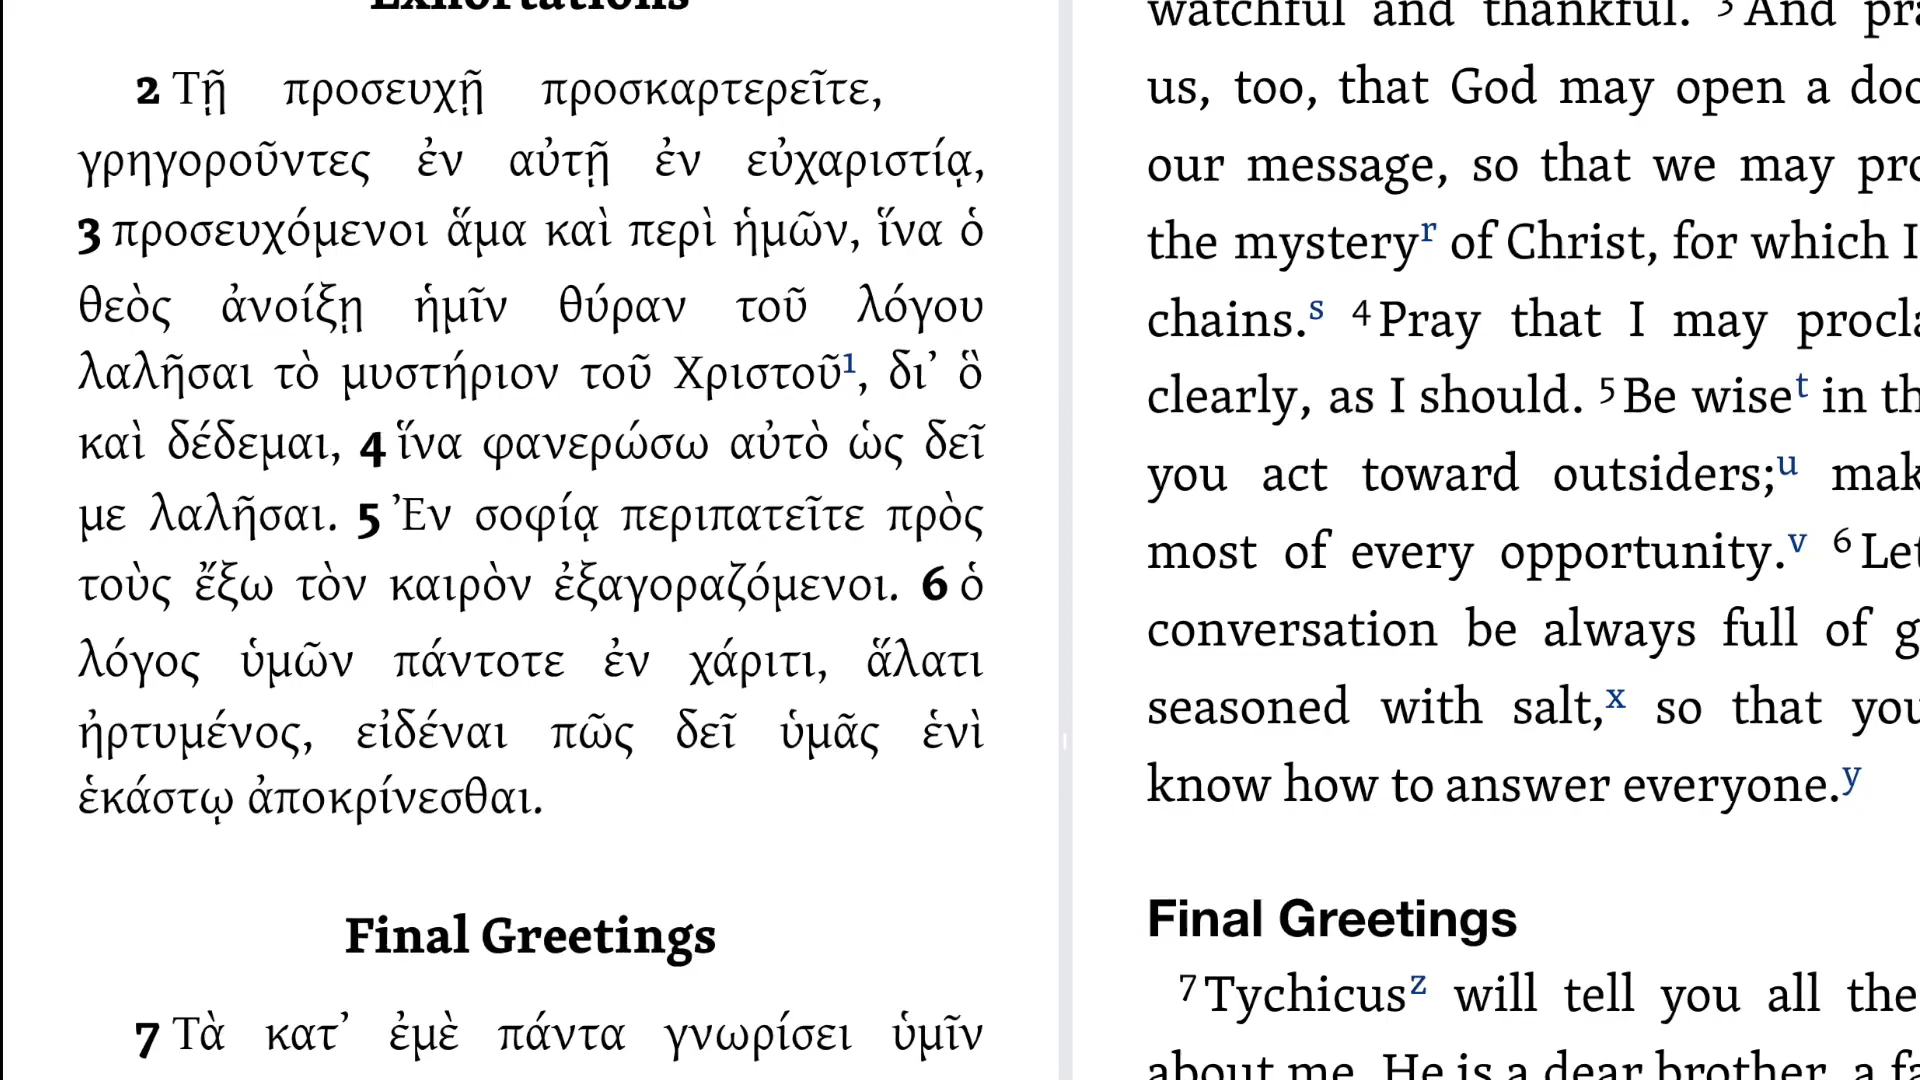 Exhortations
2 Τῇ προσευχῇ προσκαρτερεῖτε,
γρηγοροῦντες ἐν αὐτῇ ἐν εὐχαριστίᾳ,
3 προσευχόμενοι ἅμα καὶ περὶ ἡμῶν, ἵνα ὁ
θεὸς ἀνοίξῃ ἡμῖν θύραν τοῦ λόγου
λαλῆσαι τὸ μυστήριον τοῦ Χριστοῦ¹, δι’ ὃ
καὶ δέδεμαι, 4 ἵνα φανερώσω αὐτὸ ὡς δεῖ
με λαλῆσαι. 5 Ἐν σοφίᾳ περιπατεῖτε πρὸς
τοὺς ἔξω τὸν καιρὸν ἐξαγοραζόμενοι. 6 ὁ
λόγος ὑμῶν πάντοτε ἐν χάριτι, ἅλατι
ἠρτυμένος, εἰδέναι πῶς δεῖ ὑμᾶς ἑνὶ
ἑκάστῳ ἀποκρίνεσθαι.
Final Greetings
7 Τὰ κατ’ ἐμὲ πάντα γνωρίσει ὑμῖν
watchful and thankful. 3 And
us, too, that God may open a
our message, so that we may
the mystery r of Christ, for which I
chains. s 4 Pray that I may
clearly, as I should. 5 Be wise t in
you act toward outsiders; u
most of every opportunity. v 6
conversation be always full of
seasoned with salt, x so that
know how to answer everyone. y
Final Greetings
7 Tychicus z will tell you all the
about me. He is a dear brother, a